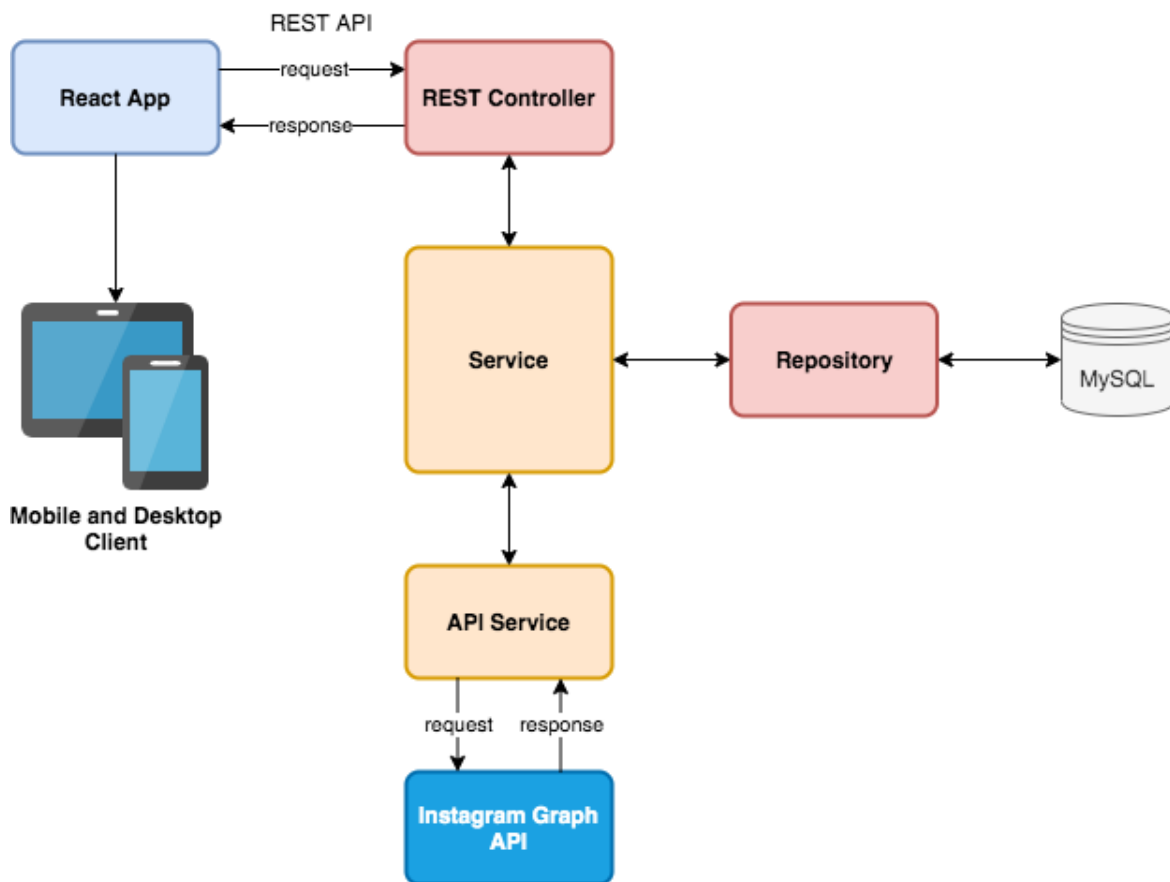 REST API
React App
request
response
REST Controller
Service
Repository
MySQL
Mobile and Desktop
Client
API Service
request
response
Instagram Graph
API